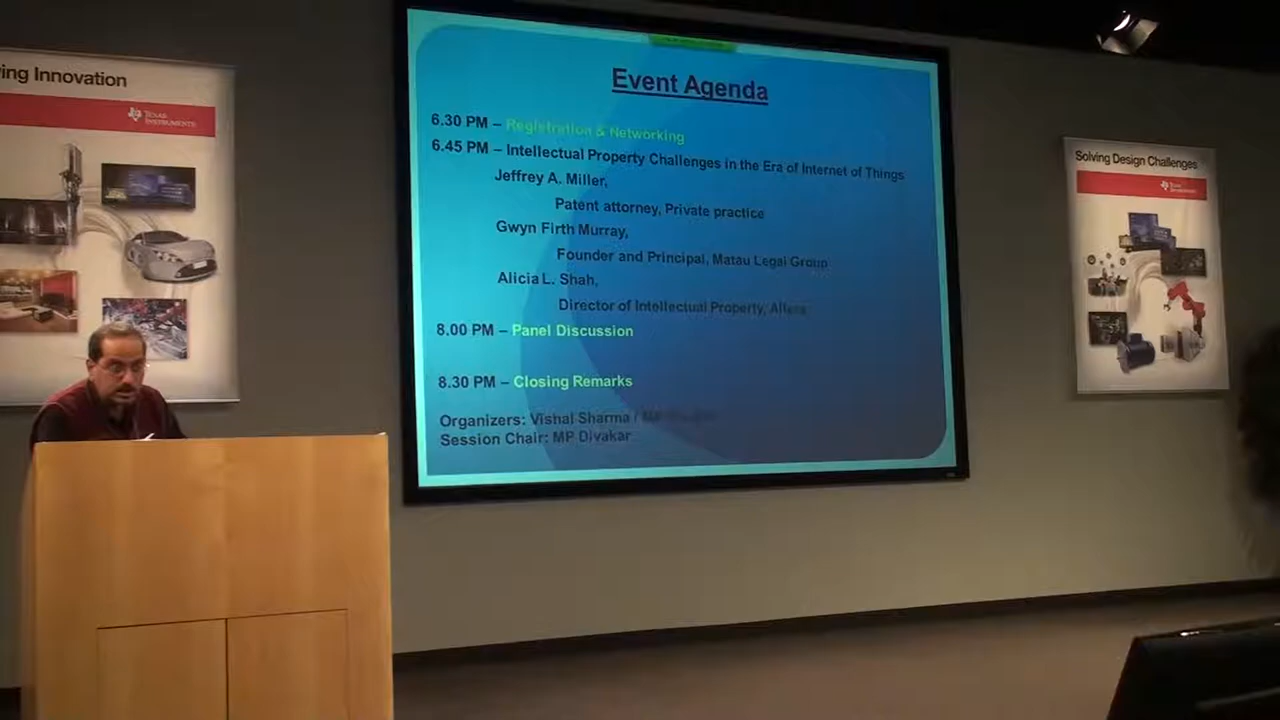 ing Innovation
TEXAS INSTRUMENTS
Event Agenda
6.30 PM – Registration & Networking
6.45 PM – Intellectual Property Challenges in the Era of Internet of Things
Jeffrey A. Miller,
Patent attorney, Private practice
Gwyn Firth Murray,
Founder and Principal, Matau Legal Group
Alicia L. Shah,
Director of Intellectual Property,
8.00 PM – Panel Discussion
8.30 PM – Closing Remarks
Organizers: Vishal Sharma /
Session Chair: MP Divakar
Solving Design Challenges